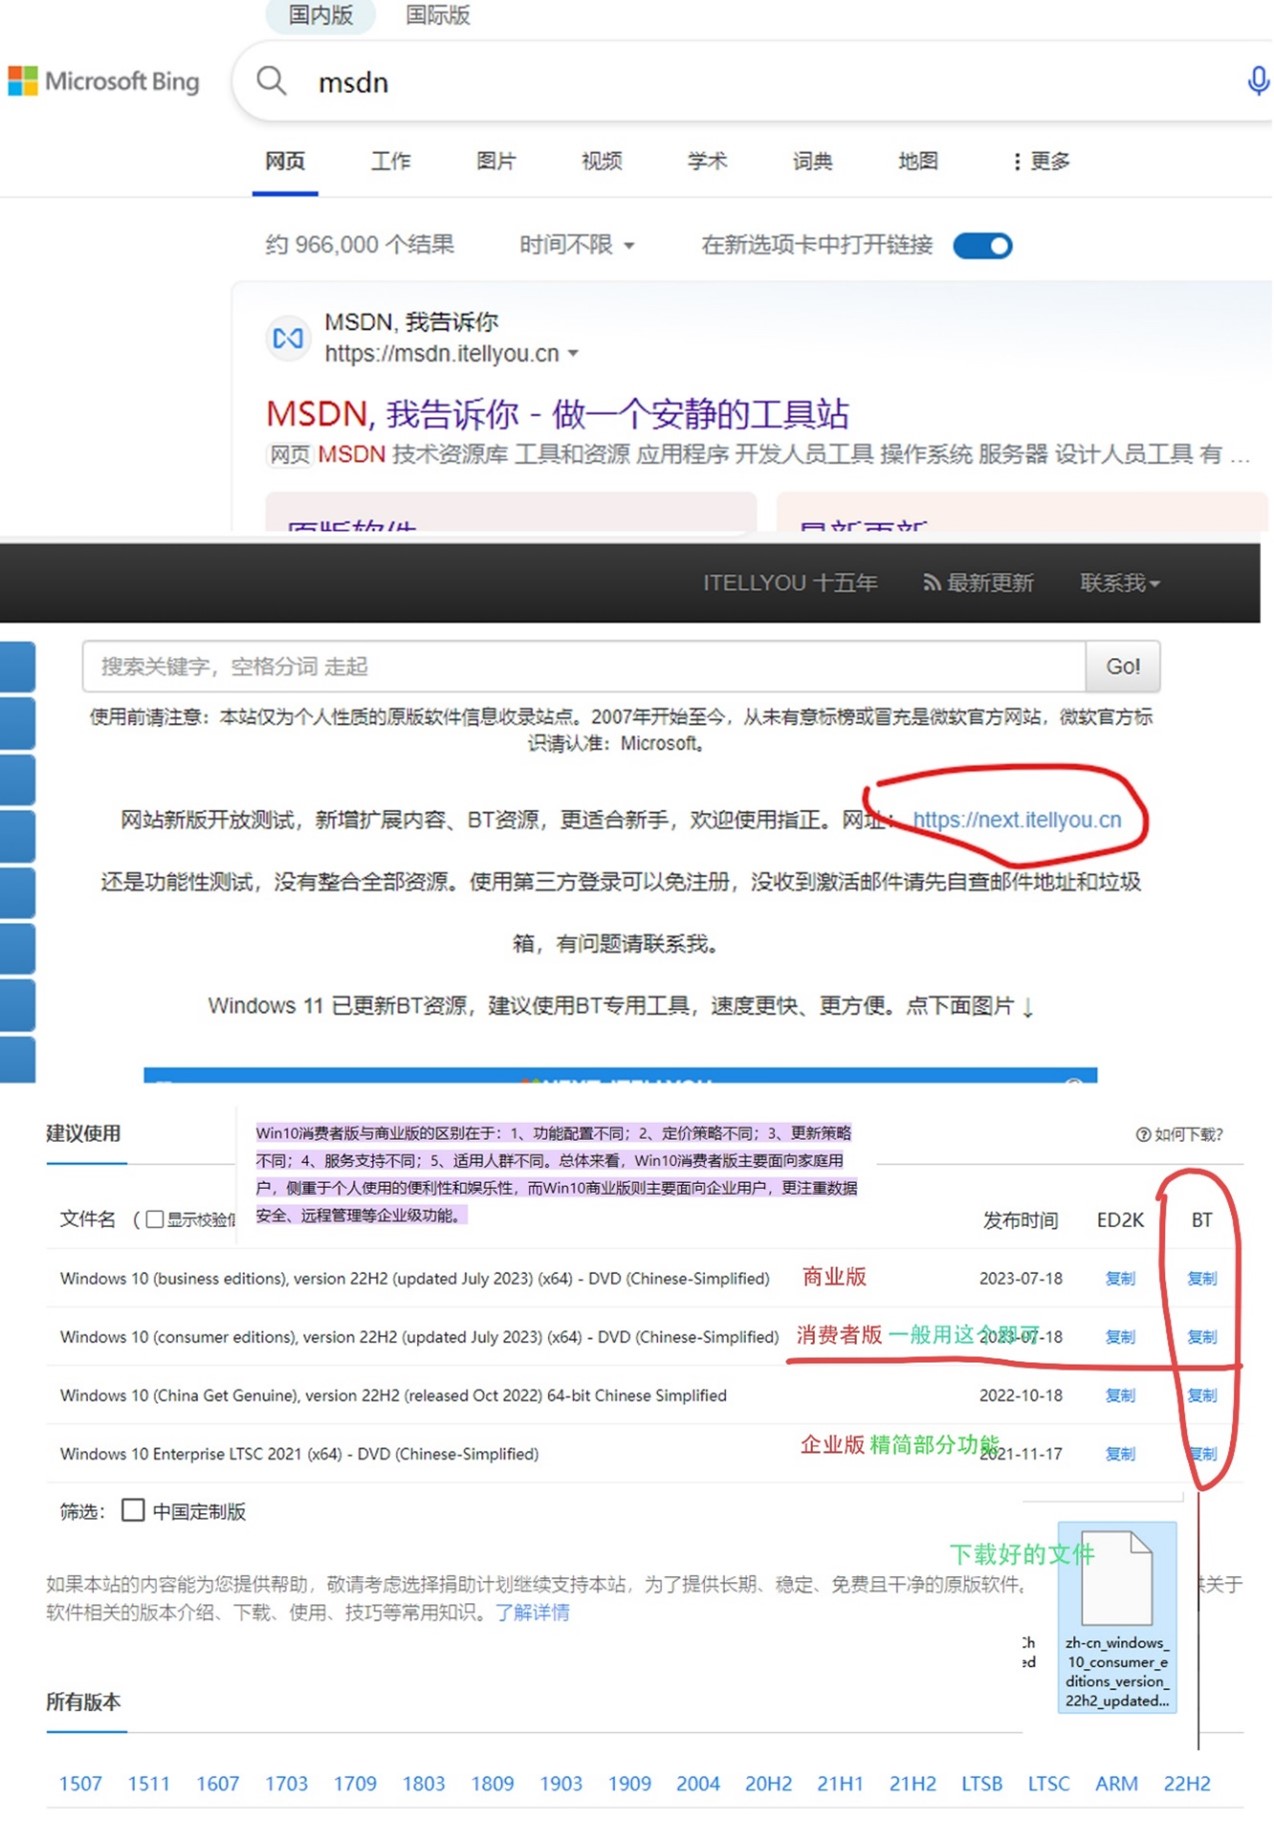 国内版 国际版
Microsoft Bing
msdn
网页 工作 图片 视频 学术 词典 地图 更多
约 966,000 个结果 时间不限 在新选项卡中打开链接
MSDN, 我告诉你
https://msdn.itellyou.cn
MSDN, 我告诉你 - 做一个安静的工具站
网页 MSDN 技术资源库 工具和资源 应用程序 开发人员工具 操作系统 服务器 设计人员工具 有 ...
原版软件 最新更新
ITELLYOU 十五年 最新更新 联系我
搜索关键字，空格分词 走起 Go!
使用前请注意：本站仅为个人性质的原版软件信息收录站点。2007年开始至今，从未有意标榜或冒充是微软官方网站，微软官方标
识请认准：Microsoft。
网站新版开放测试，新增扩展内容、BT资源，更适合新手，欢迎使用指正。网址： https://next.itellyou.cn
还是功能性测试，没有整合全部资源。使用第三方登录可以免注册，没收到激活邮件请先自查邮件地址和垃圾
箱，有问题请联系我。
Windows 11 已更新BT资源，建议使用BT专用工具，速度更快、更方便。点下面图片 ↓
NEXT, ITELLYOU
建议使用
Win10消费者版与商业版的区别在于：1、功能配置不同；2、定价策略不同；3、更新策略
不同；4、服务支持不同；5、适用人群不同。总体来看，Win10消费者版主要面向家庭用
户，侧重于个人使用的便利性和娱乐性，而Win10商业版则主要面向企业用户，更注重数据
安全、远程管理等企业级功能。
如何下载?
文件名 （ 显示校验信 发布时间 ED2K BT
Windows 10 (business editions), version 22H2 (updated July 2023) (x64) - DVD (Chinese-Simplified) 商业版 2023-07-18 复制 复制
Windows 10 (consumer editions), version 22H2 (updated July 2023) (x64) - DVD (Chinese-Simplified) 消费者版 一般用这个即可 2023-07-18 复制 复制
Windows 10 (China Get Genuine), version 22H2 (released Oct 2022) 64-bit Chinese Simplified 2022-10-18 复制 复制
Windows 10 Enterprise LTSC 2021 (x64) - DVD (Chinese-Simplified) 企业版 精简部分功能 2021-11-17 复制 复制
筛选： 中国定制版
下载好的文件
如果本站的内容能为您提供帮助，敬请考虑选择捐助计划继续支持本站，为了提供长期、稳定、免费且干净的原版软件。 供关于
软件相关的版本介绍、下载、使用、技巧等常用知识。了解详情
Ch
ed
zh-cn_windows_
10_consumer_e
ditions_version_
22h2_updated...
所有版本
1507 1511 1607 1703 1709 1803 1809 1903 1909 2004 20H2 21H1 21H2 LTSB LTSC ARM 22H2